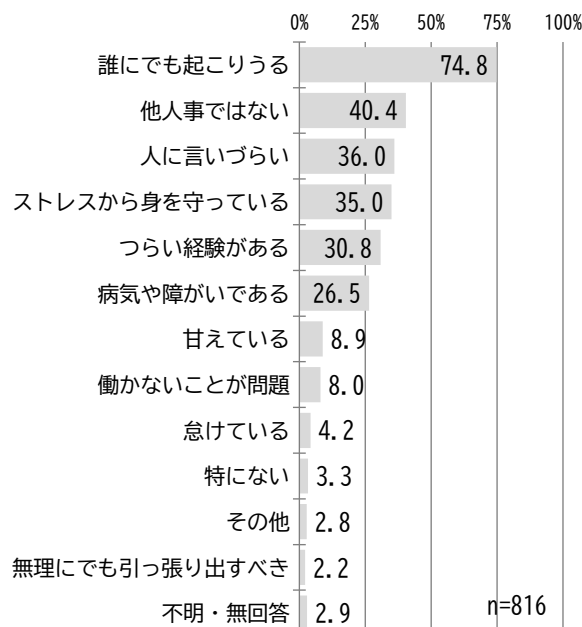 0% 25% 50% 75% 100%
誰にでも起こりうる 74.8
他人事ではない 40.4
人に言いづらい 36.0
ストレスから身を守っている 35.0
つらい経験がある 30.8
病気や障がいである 26.5
甘えている 8.9
働かないことが問題 8.0
怠けている 4.2
特にない 3.3
その他 2.8
無理にでも引っ張り出すべき 2.2
不明・無回答 2.9
n=816